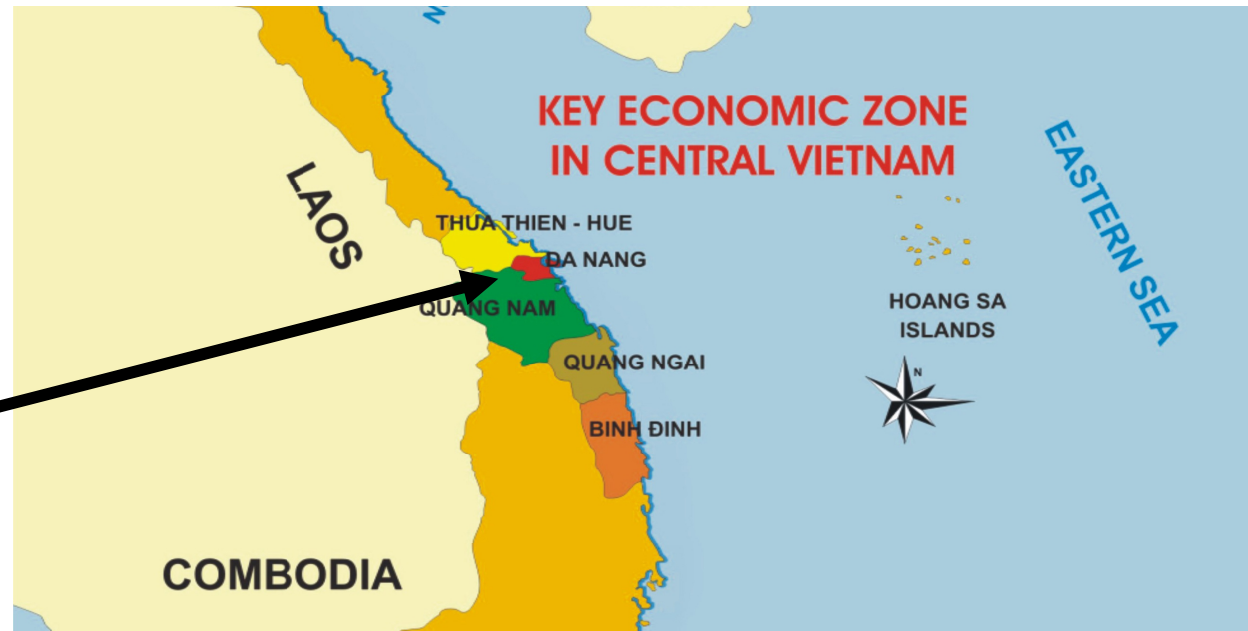 KEY ECONOMIC ZONE
IN CENTRAL VIETNAM
EASTERN SEA
LAOS
THUA THIEN - HUE
DA NANG
QUANG NAM
HOANG SA
ISLANDS
QUANG NGAI
N
BINH ĐINH
COMBODIA